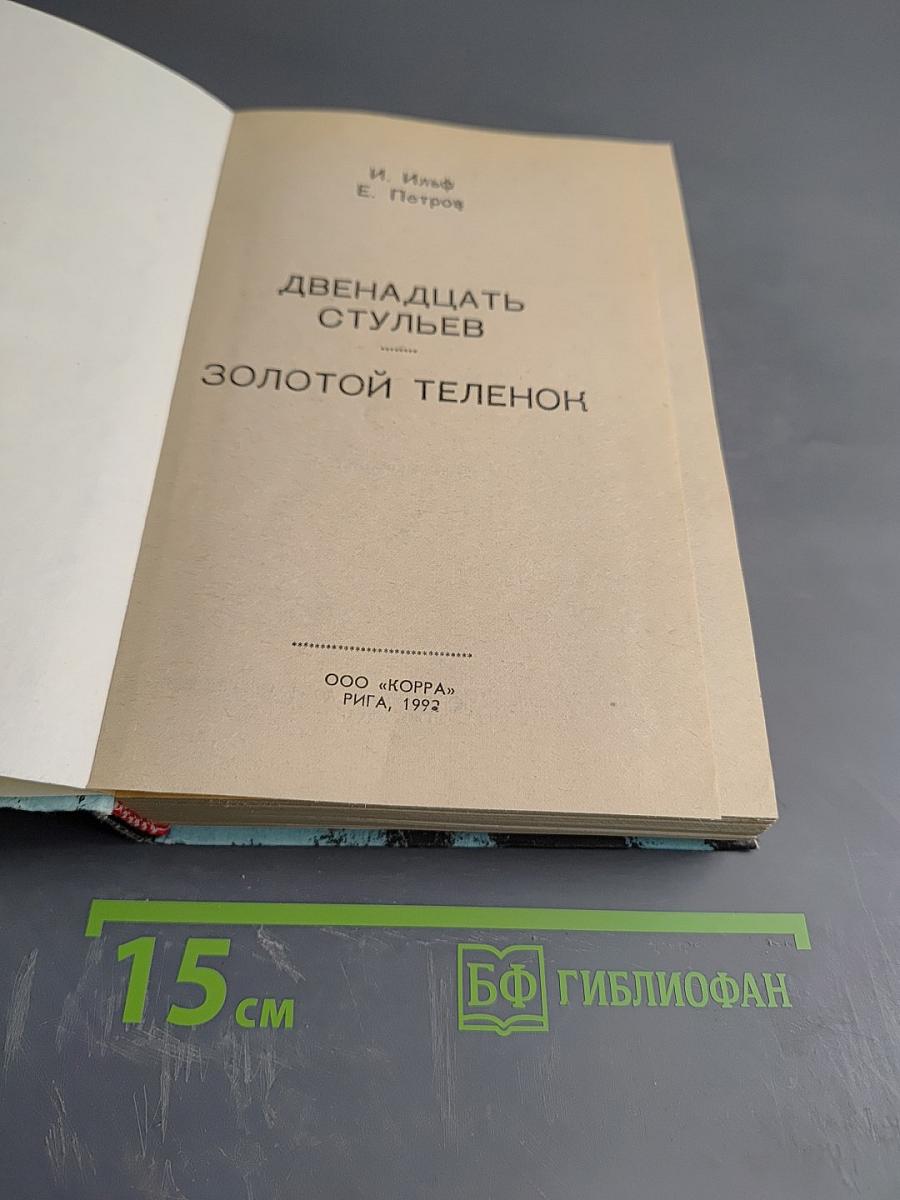 И. Ильф
Е. Петров
ДВЕНАДЦАТЬ
СТУЛЬЕВ
ЗОЛОТОЙ ТЕЛЕНОК
ООО «КОРРА»
РИГА, 1992
15 см
БФ ГИБЛИОФАН